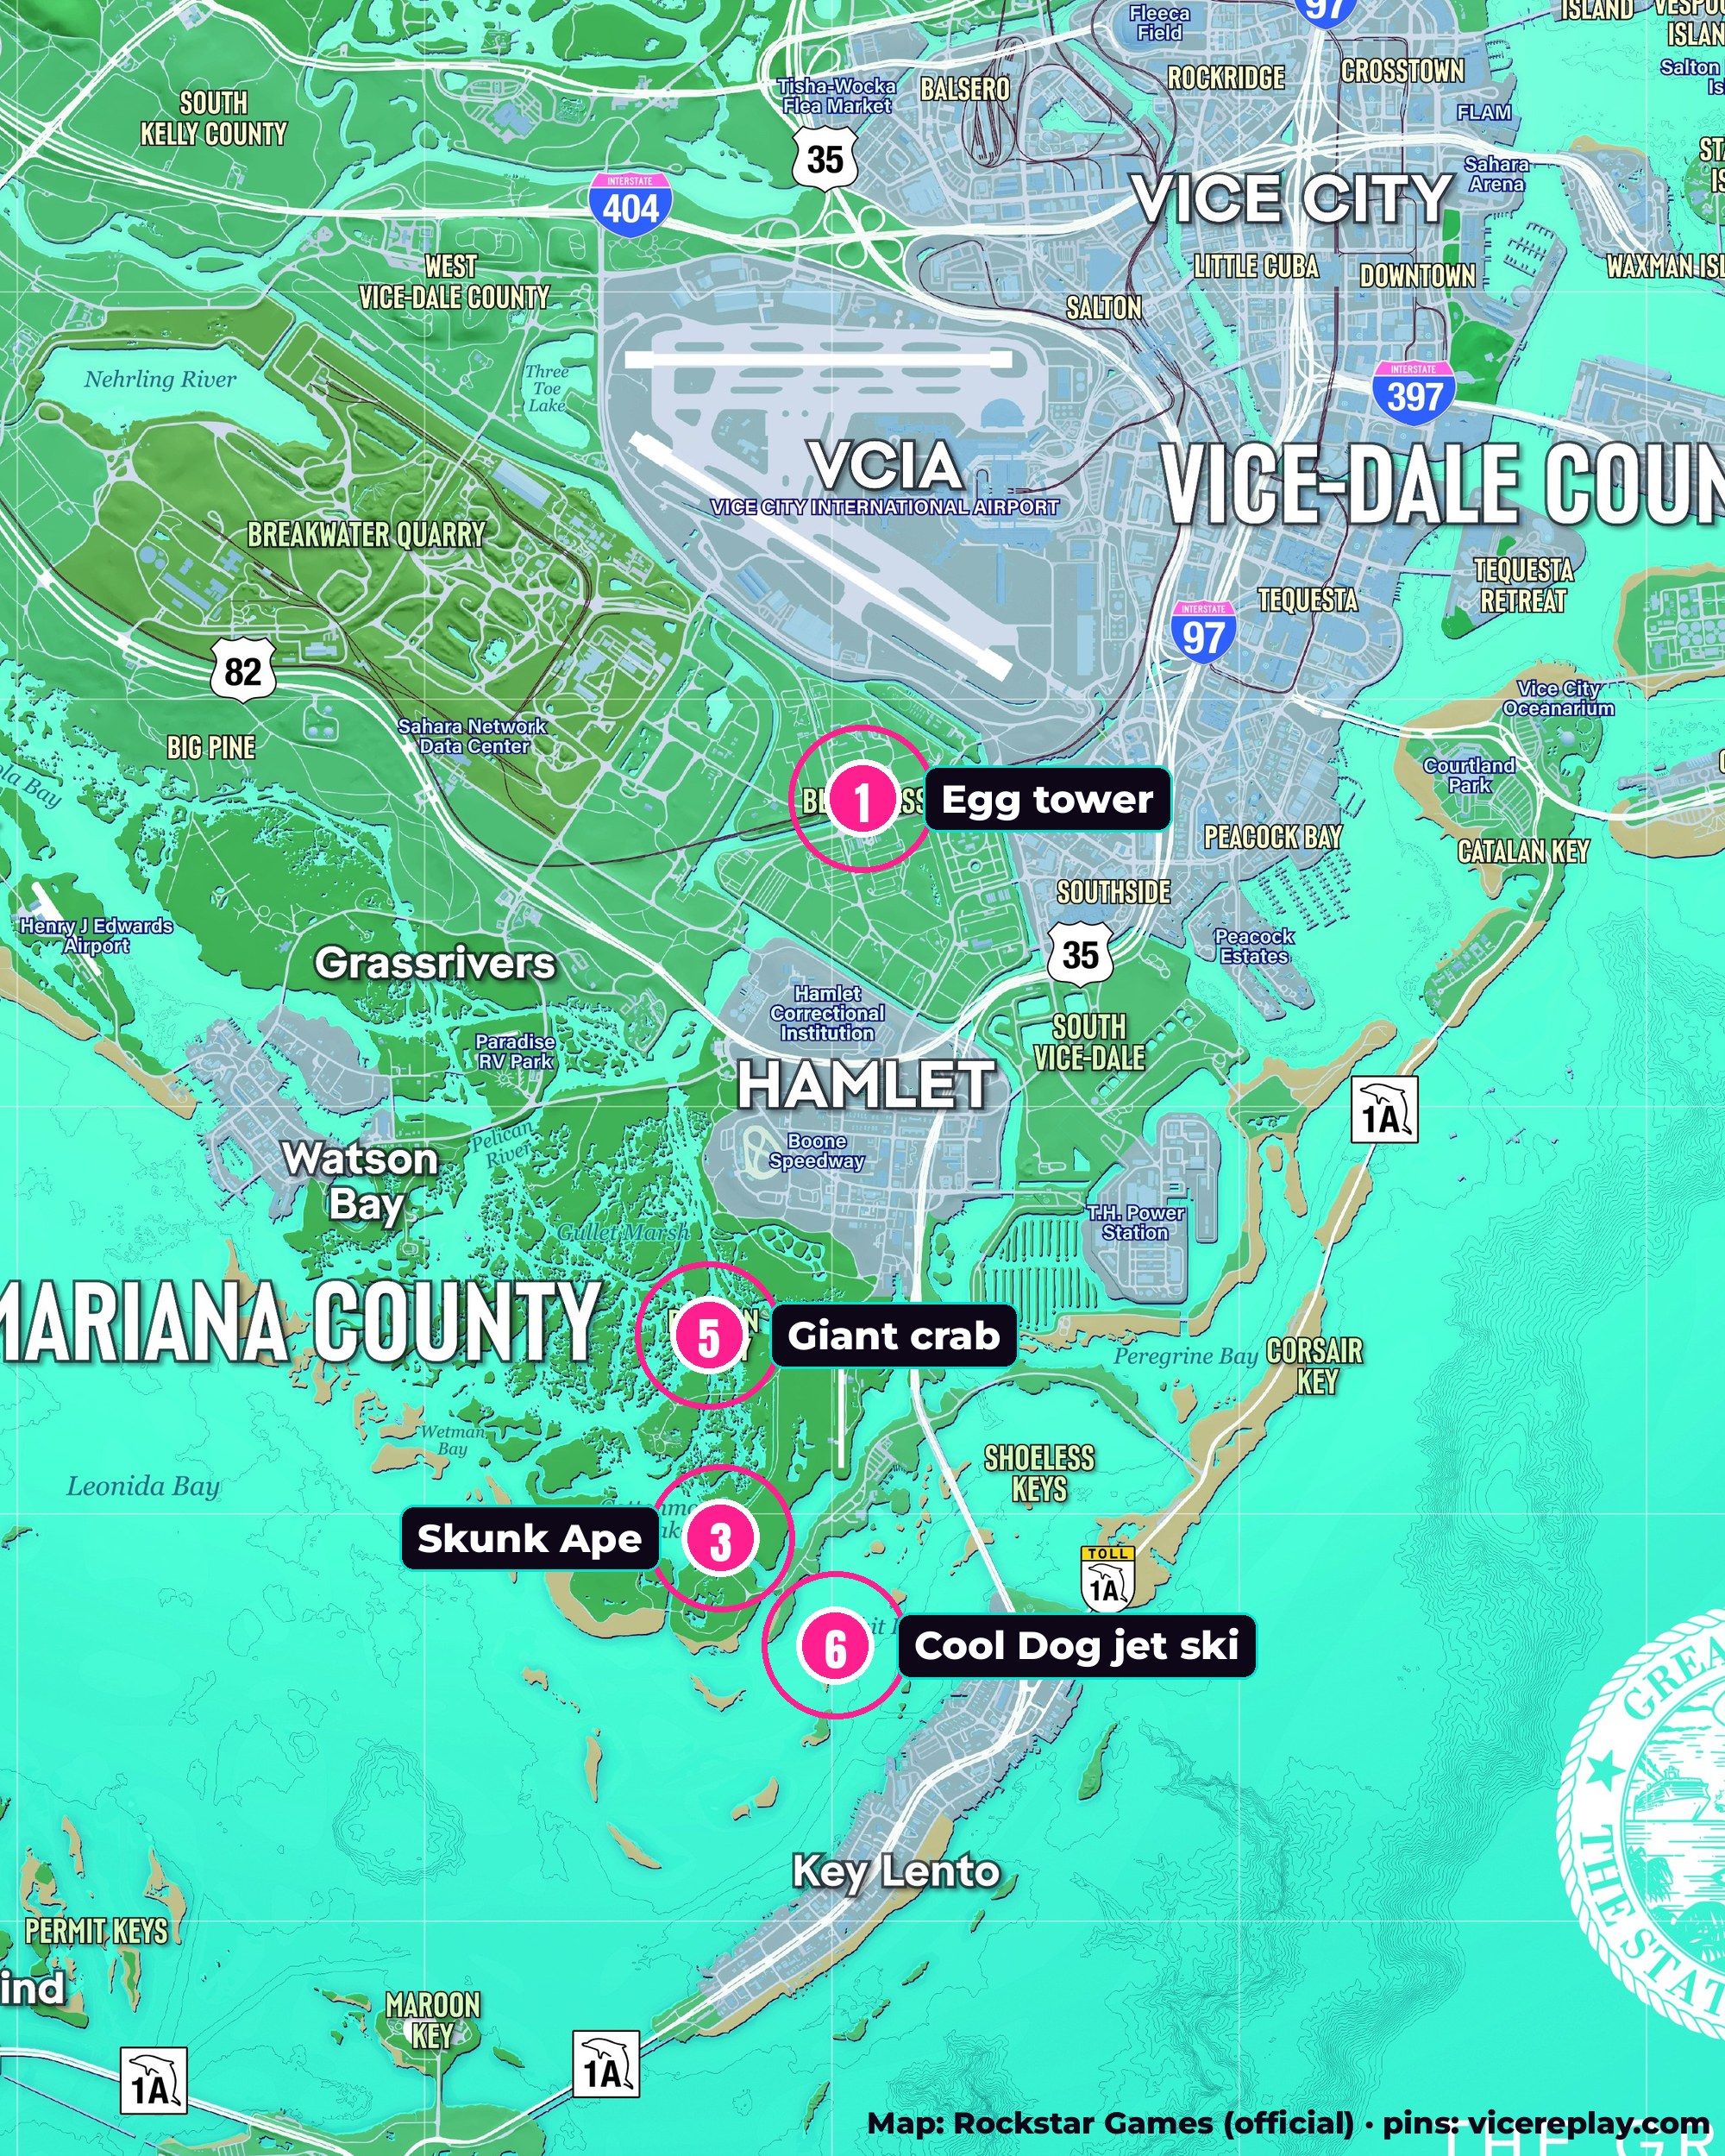 97
ISLAND
ISLAN
Fleeca
Field
Tisha-Wocka
Flea Market
BALSERO
ROCKRIDGE
CROSSTOWN
Salton
FLAM
SOUTH
KELLY COUNTY
35
INTERSTATE
404
VICE CITY
Sahara
Arena
WEST
VICE-DALE COUNTY
LITTLE CUBA
DOWNTOWN
WAXMAN ISL
SALTON
Nehrling River
Three
Toe
Lake
INTERSTATE
397
VCIA
VICE CITY INTERNATIONAL AIRPORT
VICE-DALE COUN
BREAKWATER QUARRY
TEQUESTA
RETREAT
TEQUESTA
INTERSTATE
97
82
Vice City
Oceanarium
Sahara Network
Data Center
BIG PINE
Courtland
Park
1
Egg tower
PEACOCK BAY
CATALAN KEY
SOUTHSIDE
Henry J Edwards
Airport
Peacock
Estates
35
Grassrivers
Hamlet
Correctional
Institution
Paradise
RV Park
SOUTH
VICE-DALE
HAMLET
1A
Pelican
River
Boone
Speedway
Watson
Bay
Gullet Marsh
T.H. Power
Station
MARIANA COUNTY
5
Giant crab
Peregrine Bay
CORSAIR
KEY
Wetman
Bay
Leonida Bay
SHOELESS
KEYS
Skunk Ape
3
TOLL
1A
6
Cool Dog jet ski
GREA
Key Lento
THE STAT
PERMIT KEYS
ind
MAROON
KEY
1A
1A
Map: Rockstar Games (official) · pins: vicereplay.com